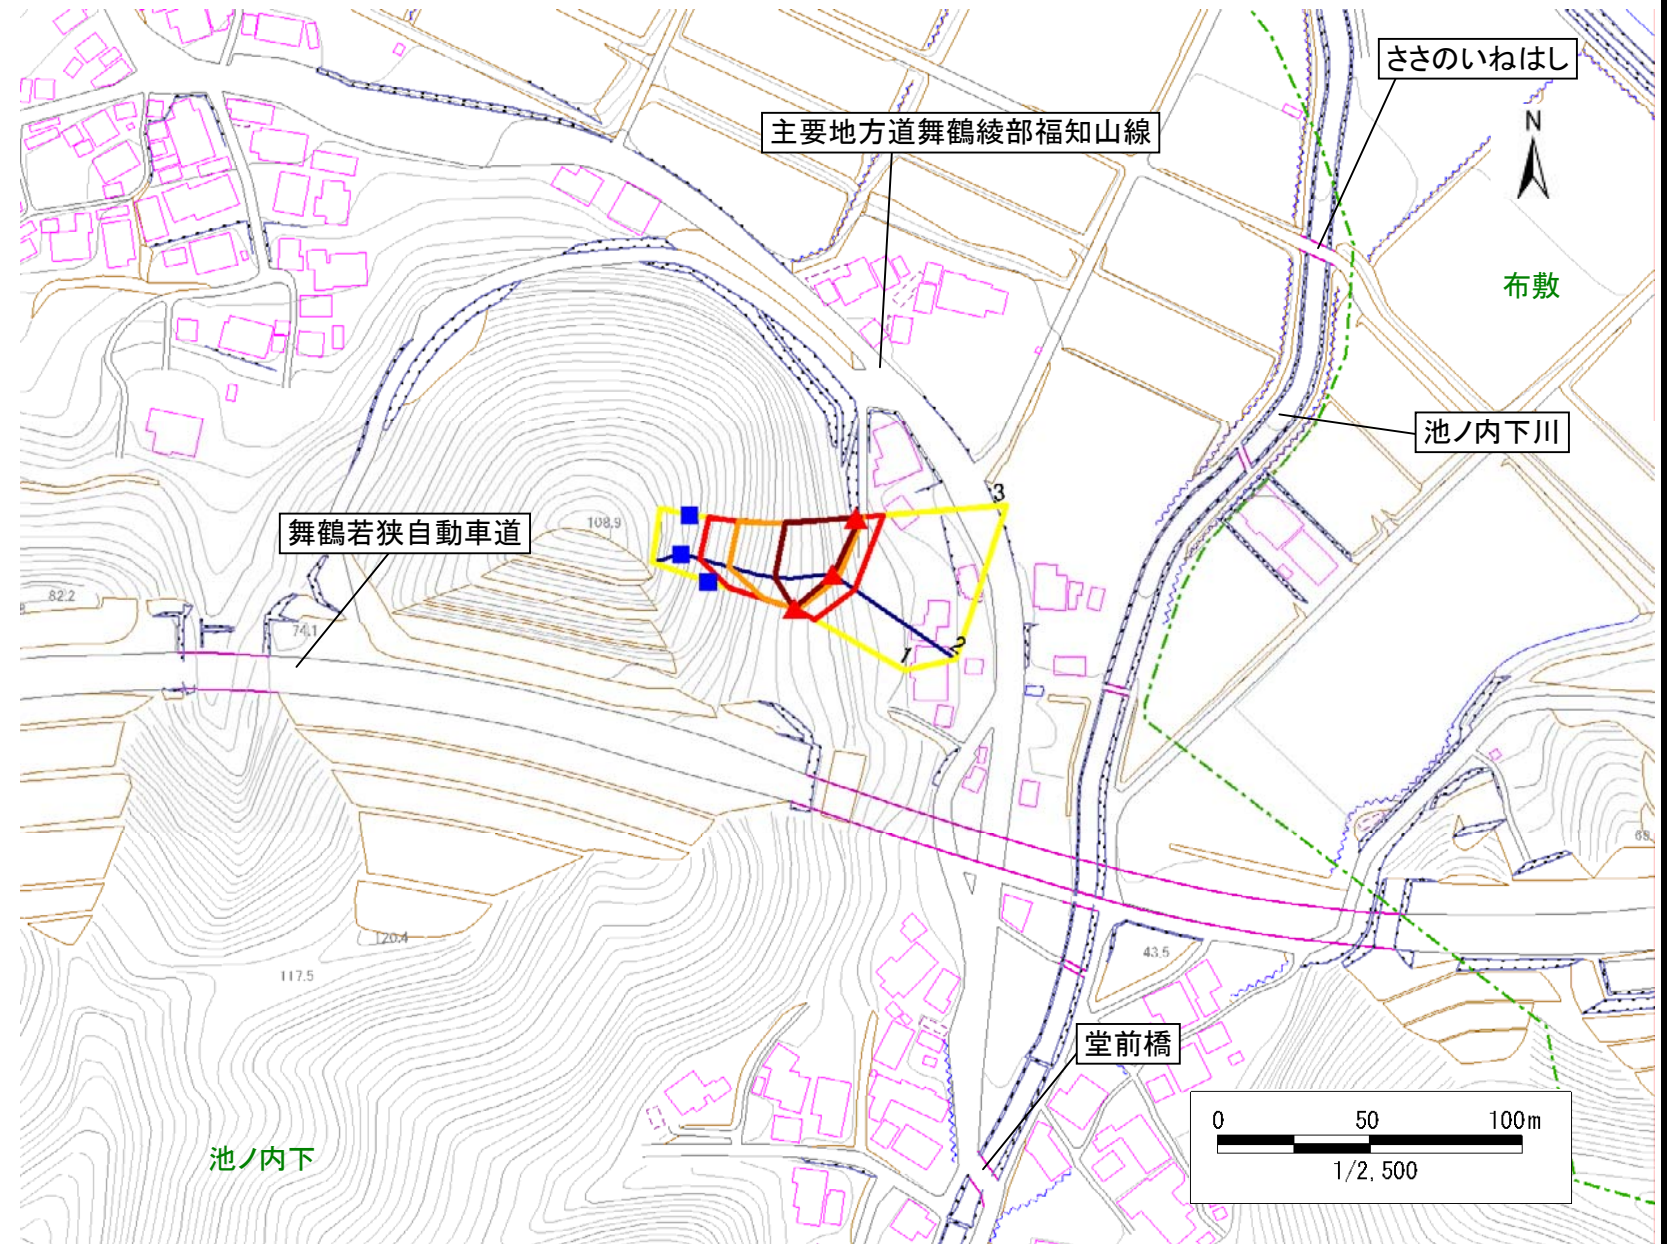 ささのいねはし
主要地方道舞鶴綾部福知山線
N
布敷
池ノ内下川
3
108.9
舞鶴若狭自動車道
82.2
74.1
1
2
120.4
117.5
43.5
堂前橋
池ノ内下
0 50 100m
1/2,500